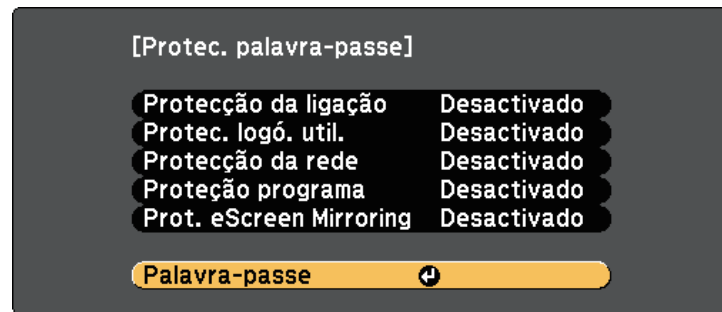 [Protec. palavra-passe]
Protecção da ligação Desactivado
Protec. logó. util. Desactivado
Protecção da rede Desactivado
Proteção programa Desactivado
Prot. eScreen Mirroring Desactivado
Palavra-passe